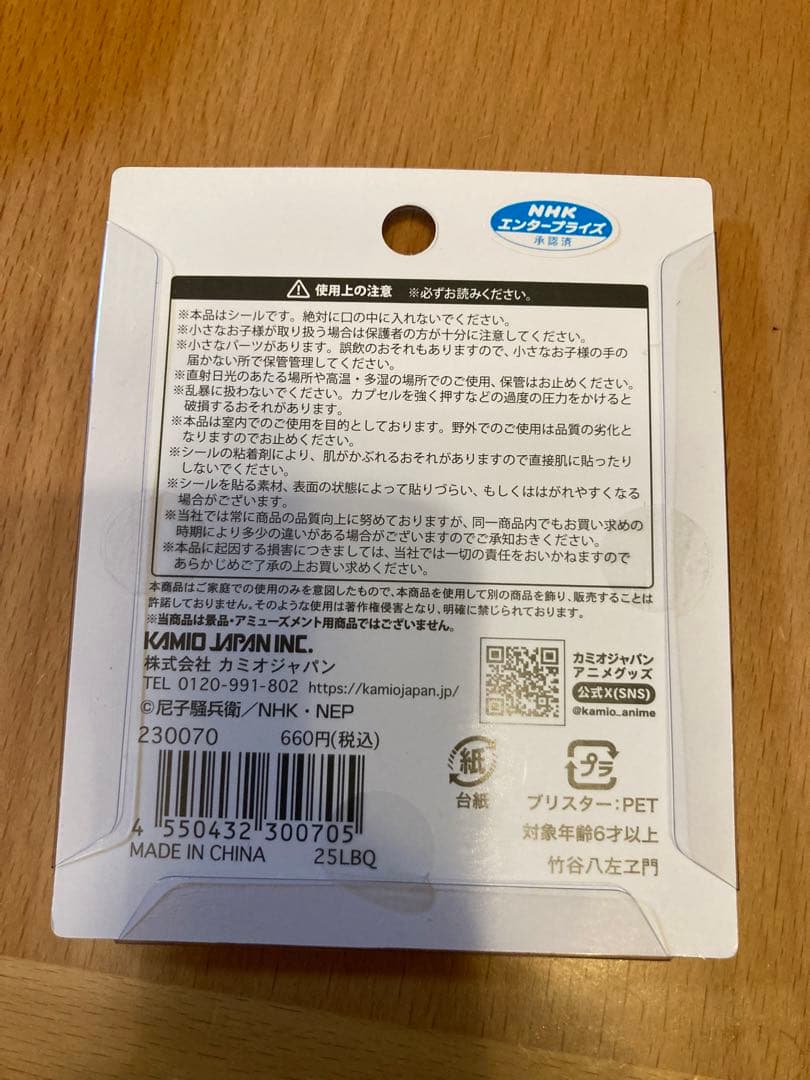 NHK
エンタープライズ
承認済
使用上の注意 ※必ずお読みください。
※本品はシールです。絶対に口の中に入れないでください。
※小さなお子様が取り扱う場合は保護者の方が十分に注意してください。
※小さなパーツがあります。誤飲のおそれもありますので、小さなお子様の手の
届かない所で保管管理してください。
※直射日光のあたる場所や高温・多湿の場所でのご使用、保管はお止めください。
※乱暴に扱わないでください。カプセルを強く押すなどの過度の圧力をかけると
破損するおそれがあります。
※本品は室内でのご使用を目的としております。野外でのご使用は品質の劣化と
なりますのでお止めください。
※シールの粘着剤により、肌がかぶれるおそれがありますので直接肌に貼ったり
しないでください。
※シールを貼る素材、表面の状態によって貼りづらい、もしくははがれやすくなる
場合がございます。
※当社では常に商品の品質向上に努めておりますが、同一商品内でもお買い求めの
時期により多少の違いがある場合がございますのでご承知おきください。
※本品に起因する損害につきましては、当社では一切の責任をおいかねますので
あらかじめご了承の上お買い求めください。
本商品はご家庭での使用のみを意図したもので、本商品を使用して別の商品を飾り、販売することは
許諾しておりません。そのような使用は著作権侵害となり、明確に禁じられております。
※当商品は景品・アミューズメント用商品ではございません。
KAMIO JAPAN INC.
株式会社 カミオジャパン
TEL 0120-991-802 https://kamiojapan.jp/
©尼子騒兵衛/NHK・NEP
カミオジャパン
アニメグッズ
公式X(SNS)
@kamio_anime
230070 660円(税込)
4 550432 300705
MADE IN CHINA 25LBQ
紙
台紙
プラ
ブリスター:PET
対象年齢6才以上
竹谷八左ヱ門